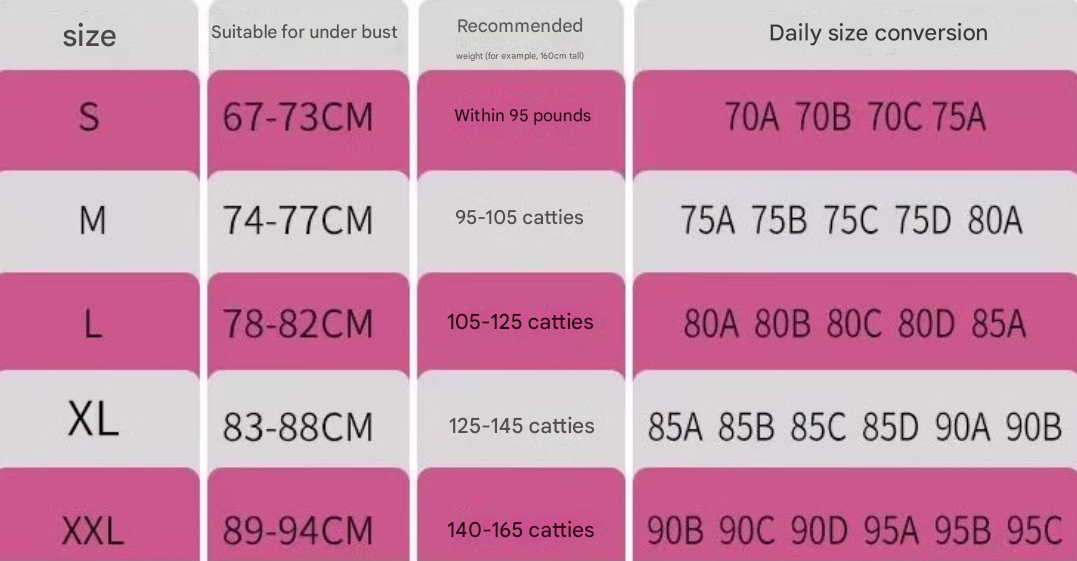 size Suitable for under bust Recommended Daily size conversion
weight (for example, 160cm tall)
S 67-73CM Within 95 pounds 70A 70B 70C 75A
M 74-77CM 95-105 catties 75A 75B 75C 75D 80A
L 78-82CM 105-125 catties 80A 80B 80C 80D 85A
XL 83-88CM 125-145 catties 85A 85B 85C 85D 90A 90B
XXL 89-94CM 140-165 catties 90B 90C 90D 95A 95B 95C